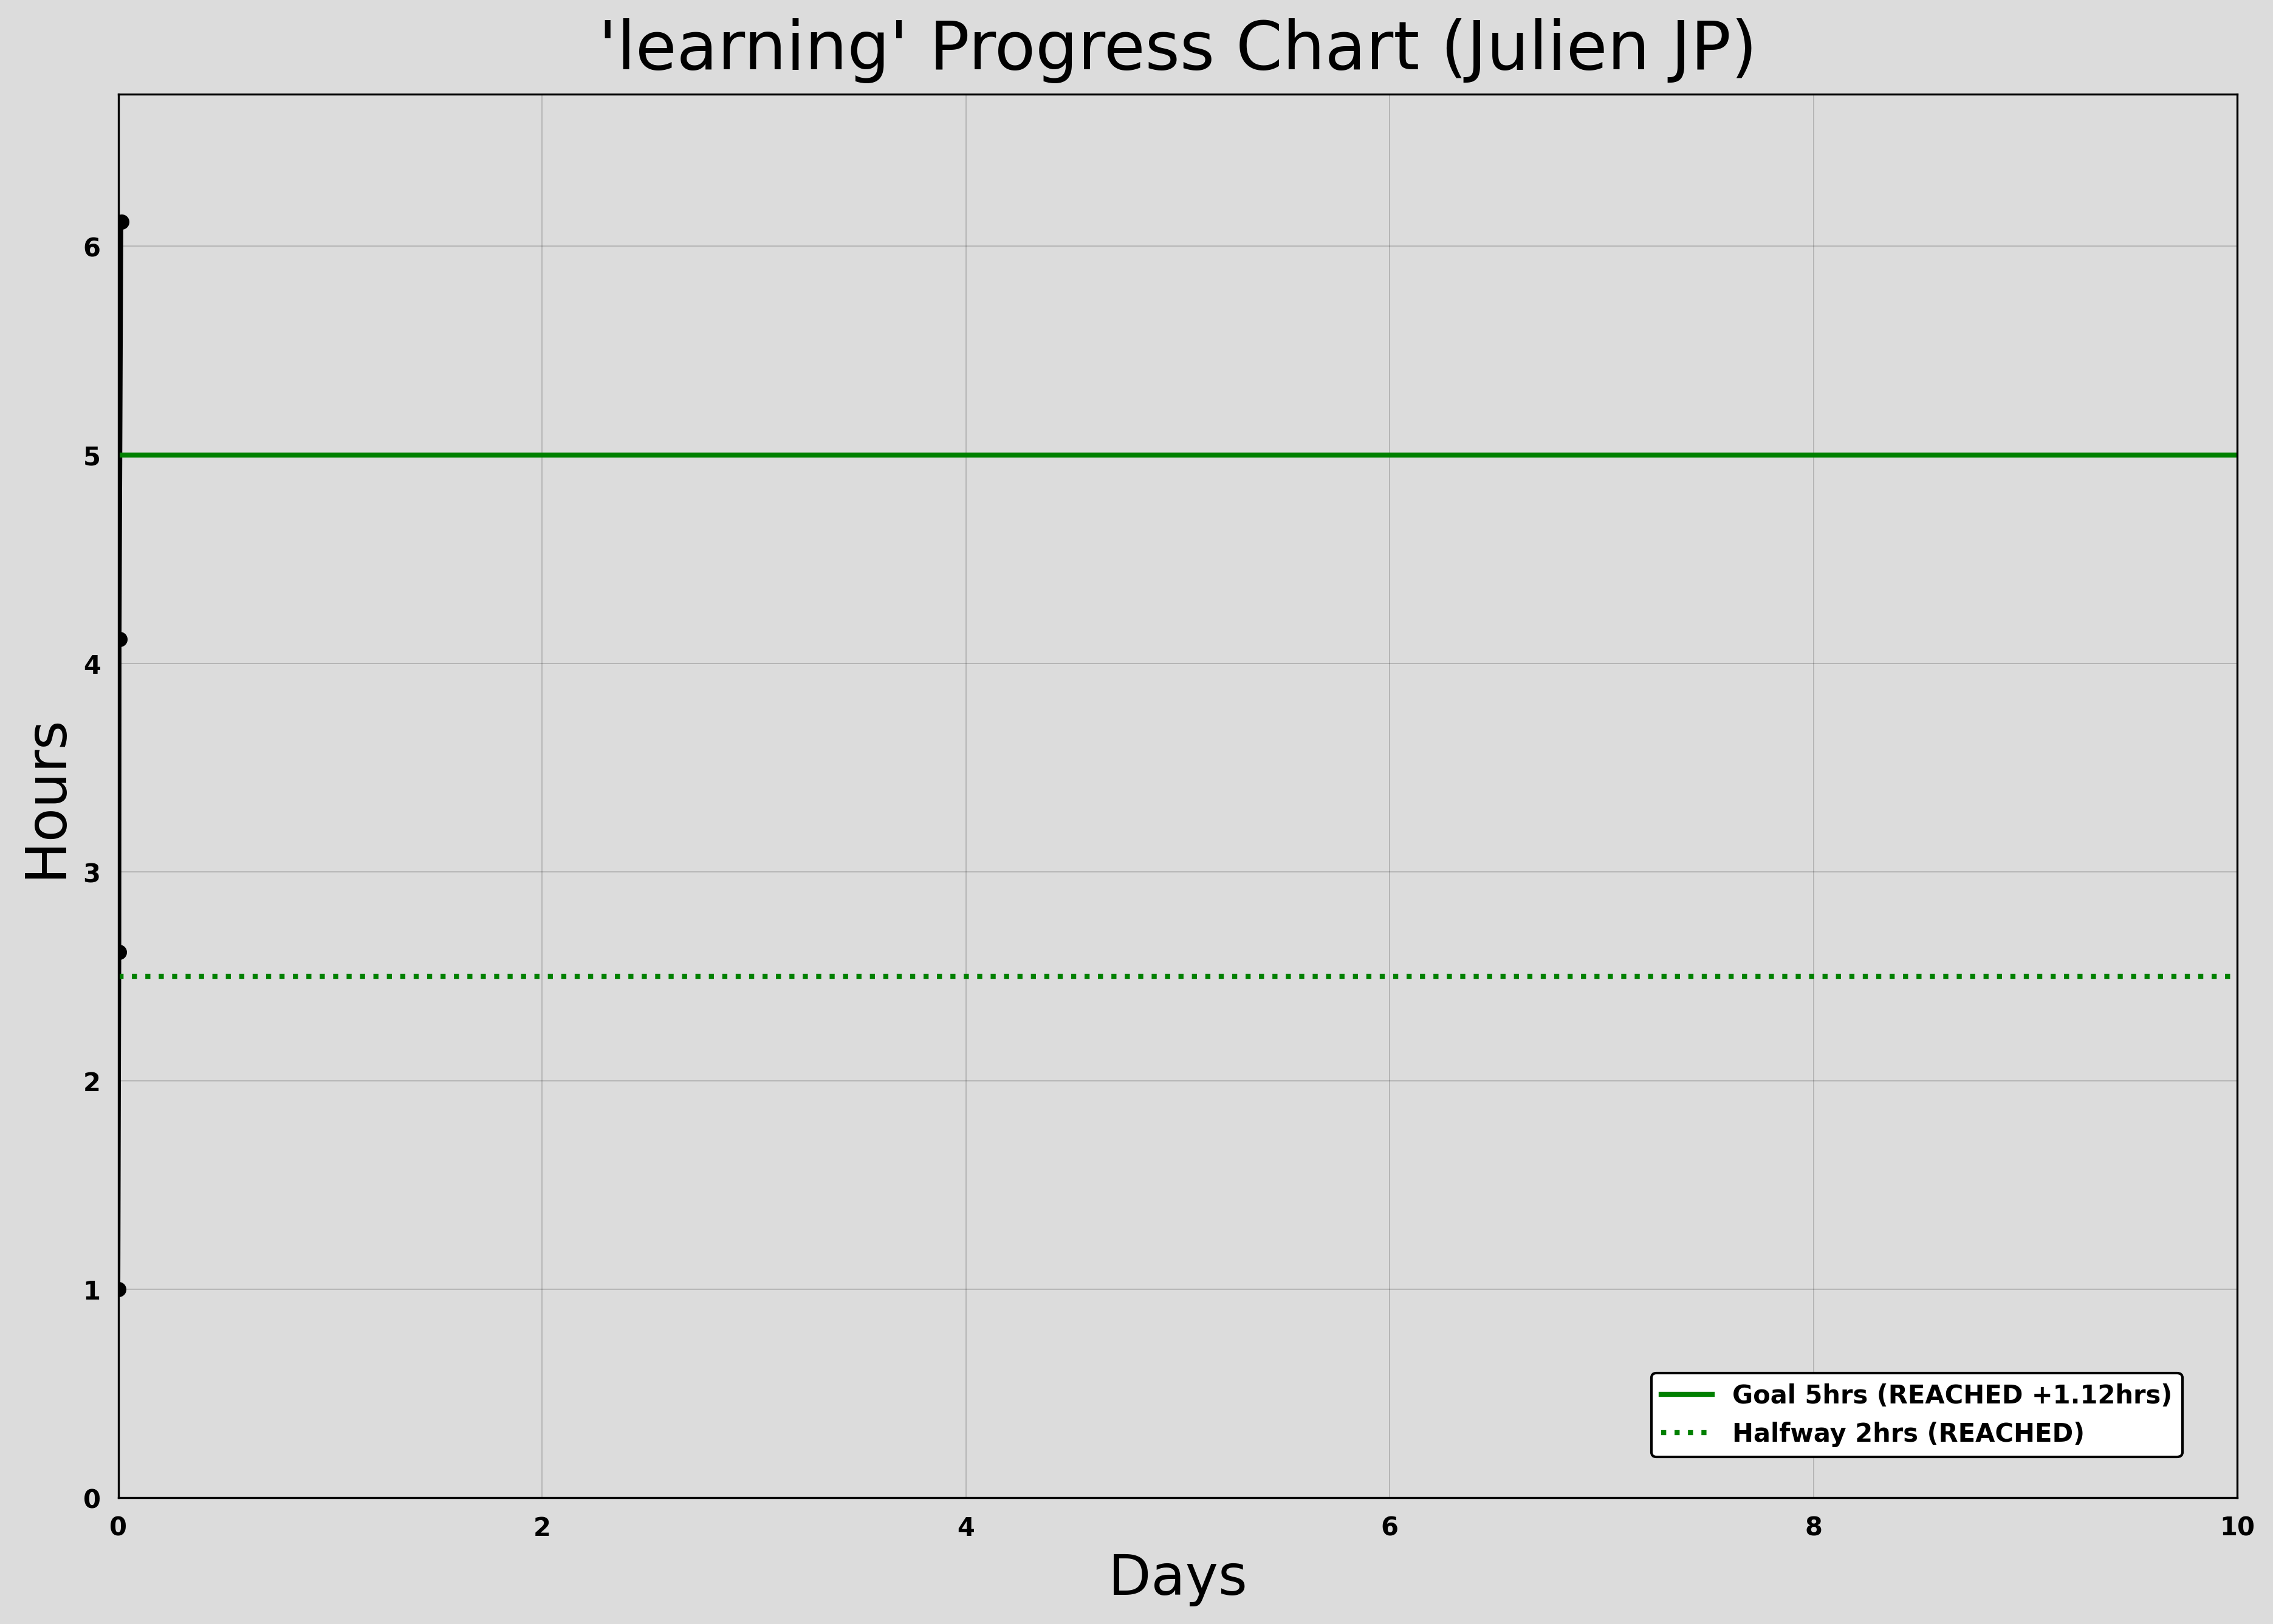 'learning' Progress Chart (Julien JP)
Hours
6
5
4
3
2
1
0
0 2 4 6 8 10
Days
Goal 5hrs (REACHED +1.12hrs)
Halfway 2hrs (REACHED)